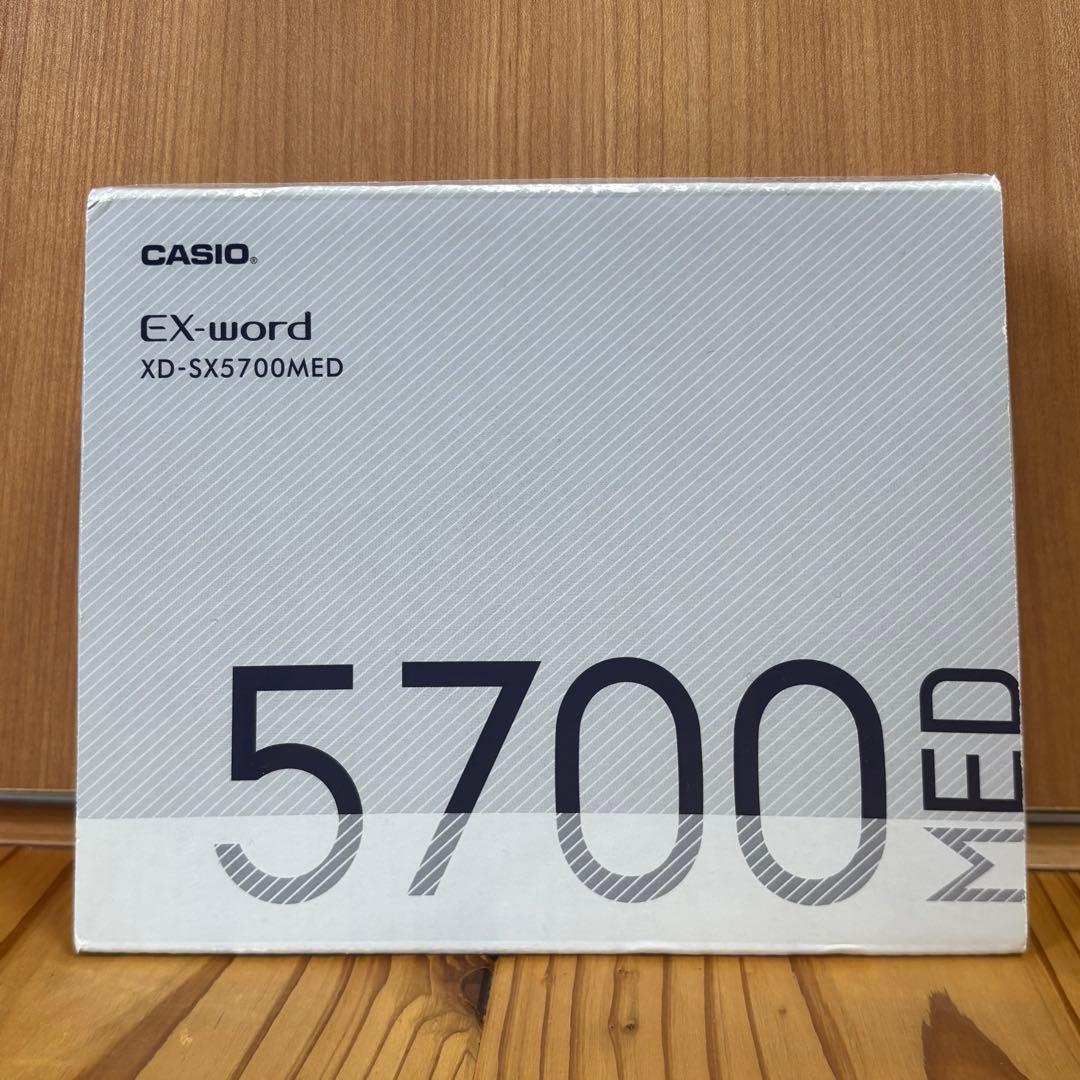 CASIO®
EX-word
XD-SX5700MED
5700
MED